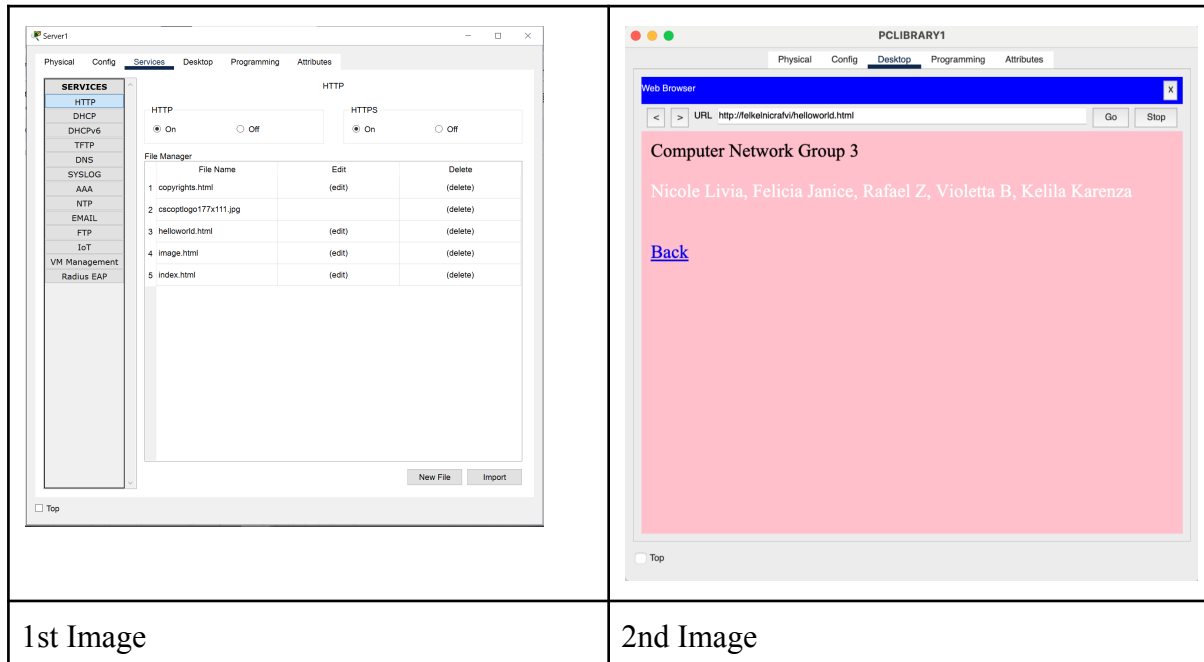 Server1
Physical Config Services Desktop Programming Attributes
SERVICES
HTTP
DHCP
DHCPv6
TFTP
DNS
SYSLOG
AAA
NTP
EMAIL
FTP
IoT
VM Management
Radius EAP
HTTP
HTTP HTTPS
On Off On Off
File Manager
File Name Edit Delete
1 copyrights.html (edit) (delete)
2 cscoptlogo177x111.jpg (delete)
3 helloworld.html (edit) (delete)
4 image.html (edit) (delete)
5 index.html (edit) (delete)
New File Import
Top
1st Image
PCLIBRARY1
Physical Config Desktop Programming Attributes
Web Browser X
< > URL http://felkelnicrafvi/helloworld.html Go Stop
Computer Network Group 3
Nicole Livia, Felicia Janice, Rafael Z, Violetta B, Kelila Karenza
Back
Top
2nd Image